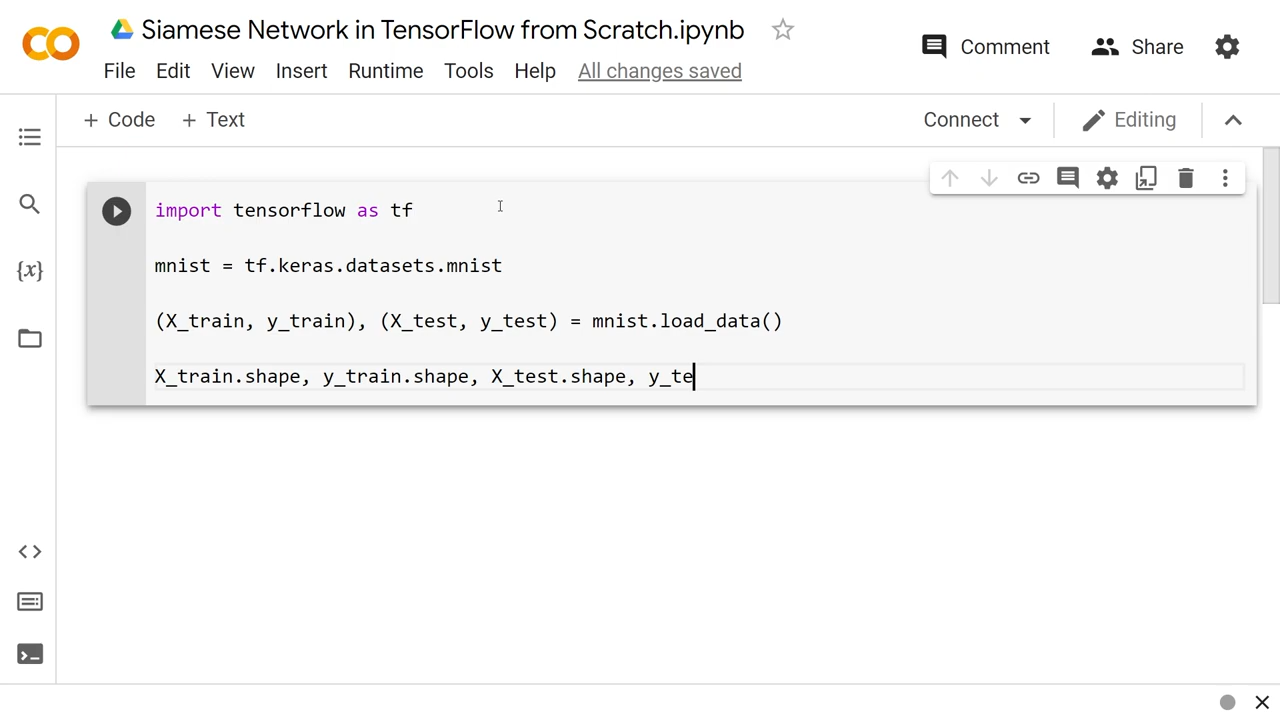 Siamese Network in TensorFlow from Scratch.ipynb
Comment
Share
File Edit View Insert Runtime Tools Help All changes saved
+ Code + Text
Connect
Editing
{x}
import tensorflow as tf
mnist = tf.keras.datasets.mnist
(X_train, y_train), (X_test, y_test) = mnist.load_data()
X_train.shape, y_train.shape, X_test.shape, y_te